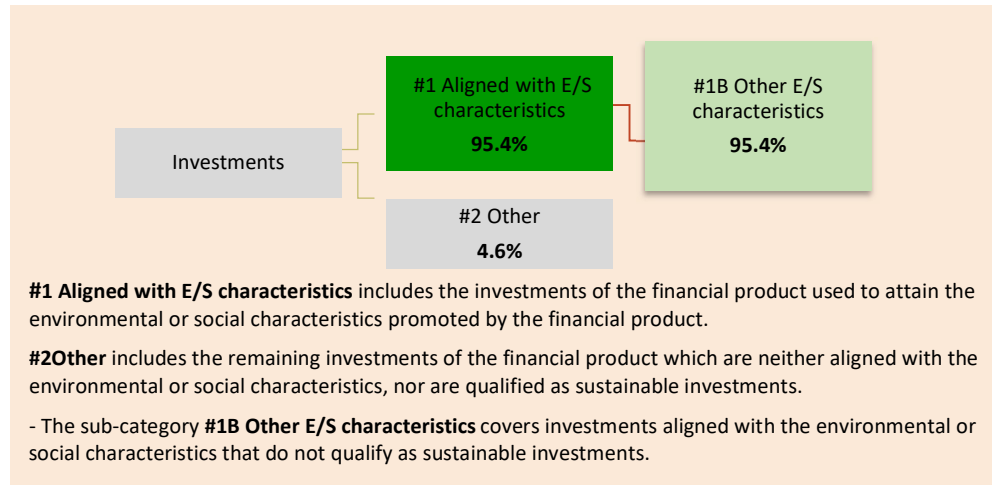 #1 Aligned with E/S
characteristics
95.4%
#1B Other E/S
characteristics
95.4%
Investments
#2 Other
4.6%
#1 Aligned with E/S characteristics includes the investments of the financial product used to attain the
environmental or social characteristics promoted by the financial product.
#2Other includes the remaining investments of the financial product which are neither aligned with the
environmental or social characteristics, nor are qualified as sustainable investments.
- The sub-category #1B Other E/S characteristics covers investments aligned with the environmental or
social characteristics that do not qualify as sustainable investments.